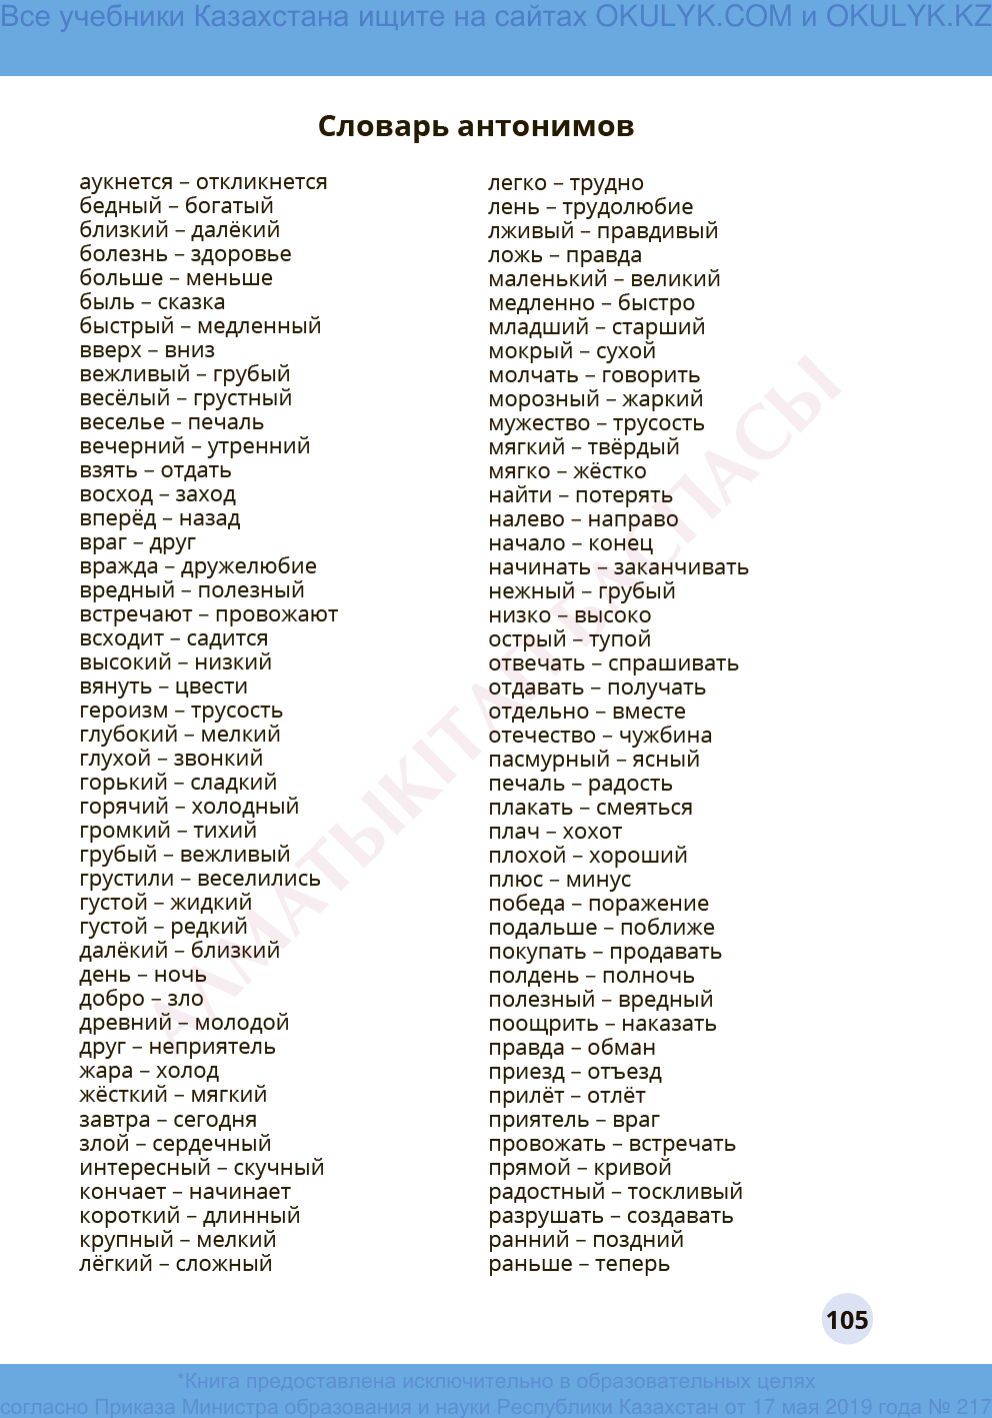 Все учебники Казахстана ищите на сайтах OKULYK.COM и OKULYK.KZ
Словарь антонимов
аукнется – откликнется
бедный – богатый
близкий – далёкий
болезнь – здоровье
больше – меньше
быль – сказка
быстрый – медленный
вверх – вниз
вежливый – грубый
весёлый – грустный
веселье – печаль
вечерний – утренний
взять – отдать
восход – заход
вперёд – назад
враг – друг
вражда – дружелюбие
вредный – полезный
встречают – провожают
всходит – садится
высокий – низкий
вянуть – цвести
героизм – трусость
глубокий – мелкий
глухой – звонкий
горький – сладкий
горячий – холодный
громкий – тихий
грубый – вежливый
грустили – веселились
густой – жидкий
густой – редкий
далёкий – близкий
день – ночь
добро – зло
древний – молодой
друг – неприятель
жара – холод
жёсткий – мягкий
завтра – сегодня
злой – сердечный
интересный – скучный
кончает – начинает
короткий – длинный
крупный – мелкий
лёгкий – сложный
легко – трудно
лень – трудолюбие
лживый – правдивый
ложь – правда
маленький – великий
медленно – быстро
младший – старший
мокрый – сухой
молчать – говорить
морозный – жаркий
мужество – трусость
мягкий – твёрдый
мягко – жёстко
найти – потерять
налево – направо
начало – конец
начинать – заканчивать
нежный – грубый
низко – высоко
острый – тупой
отвечать – спрашивать
отдавать – получать
отдельно – вместе
отечество – чужбина
пасмурный – ясный
печаль – радость
плакать – смеяться
плач – хохот
плохой – хороший
плюс – минус
победа – поражение
подальше – поближе
покупать – продавать
полдень – полночь
полезный – вредный
поощрить – наказать
правда – обман
приезд – отъезд
прилёт – отлёт
приятель – враг
провожать – встречать
прямой – кривой
радостный – тоскливый
разрушать – создавать
ранний – поздний
раньше – теперь
АЛМАТЫКІТАП БАСПАСЫ
105
*Книга предоставлена исключительно в образовательных целях
согласно Приказа Министра образования и науки Республики Казахстан от 17 мая 2019 года № 217